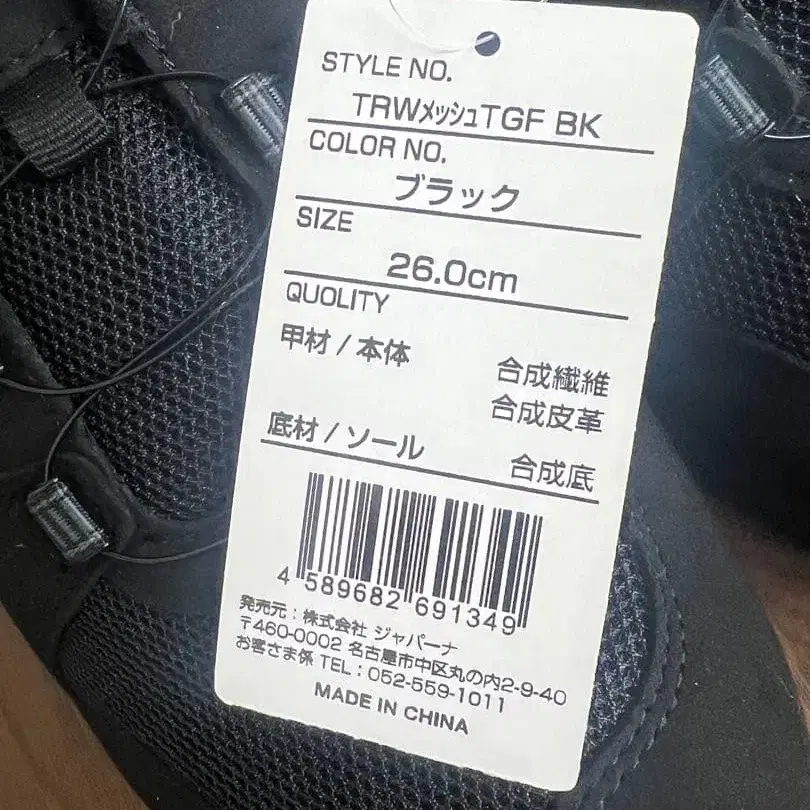 STYLE NO.
TRWﾒｯｼｭTGF BK
COLOR NO.
ブラック
SIZE
26.0cm
QUOLITY
甲材 / 本体 合成繊維
合成皮革
底材 / ソール 合成底
4 589682 691349
発売元：株式会社 ジャパーナ
〒460-0002 名古屋市中区丸の内2-9-40
お客さま係 TEL：052-559-1011
MADE IN CHINA